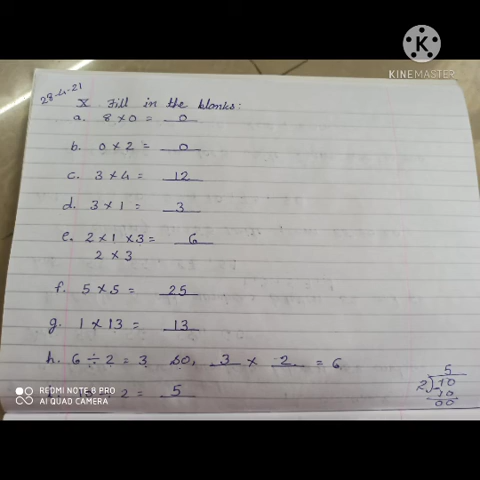 KINEMASTER
28-4-21
X Fill in the blanks:
a. 8 × 0 = 0
b. 0 × 2 = 0
c. 3 × 4 = 12
d. 3 × 1 = 3
e. 2 × 1 × 3 = 6
2 × 3
f. 5 × 5 = 25
g. 1 × 13 = 13
h. 6 ÷ 2 = 3 so, 3 × 2 = 6
2 = 5
5
2)10
-10
00
REDMI NOTE 8 PRO
AI QUAD CAMERA